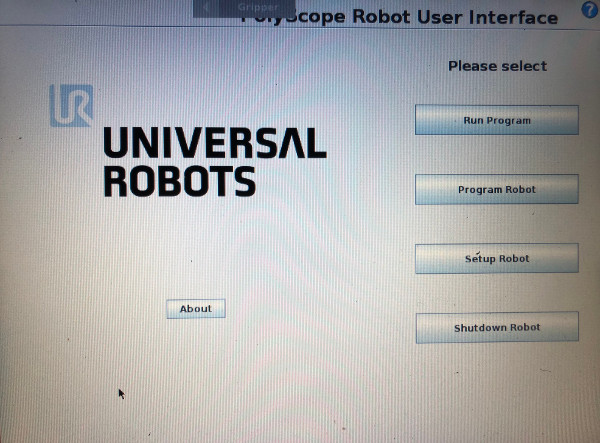 Gripper
PolyScope Robot User Interface
?
Please select
UR
UNIVERSAL
ROBOTS
Run Program
Program Robot
Setup Robot
About
Shutdown Robot